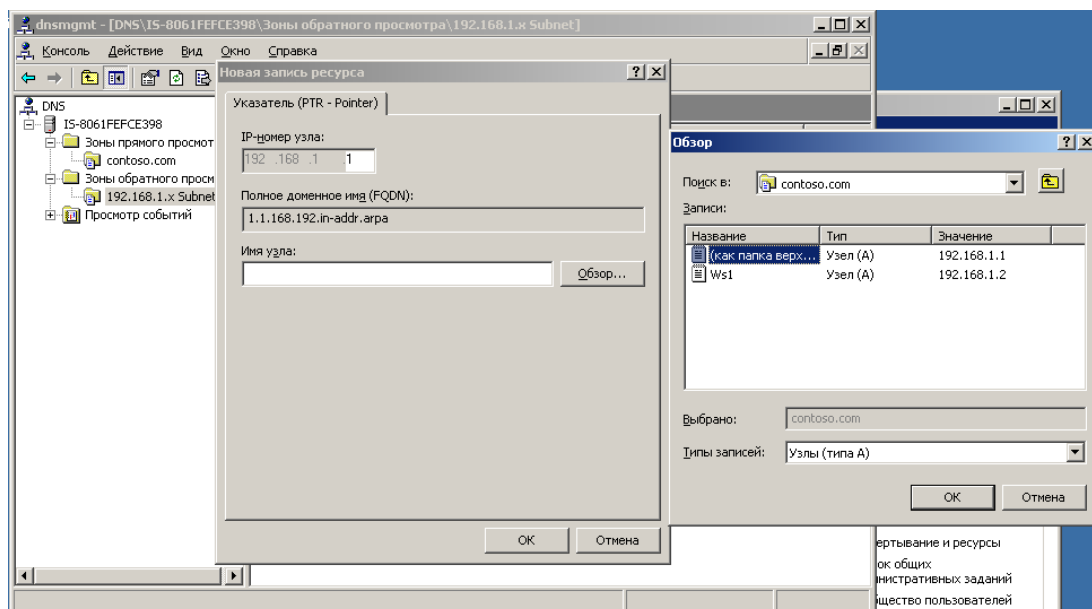 dnsmgmt - [DNS\IS-8061FEFCE398\Зоны обратного просмотра\192.168.1.x Subnet]
Консоль Действие Вид Окно Справка
DNS
IS-8061FEFCE398
Зоны прямого просмот
contoso.com
Зоны обратного просм
192.168.1.x Subnet
Просмотр событий
Новая запись ресурса
Указатель (PTR - Pointer)
IP-номер узла:
192 .168 .1 .1
Полное доменное имя (FQDN):
1.1.168.192.in-addr.arpa
Имя узла:
Обзор...
OK Отмена
Обзор
Поиск в: contoso.com
Записи:
Название Тип Значение
(как папка верх... Узел (A) 192.168.1.1
Ws1 Узел (A) 192.168.1.2
Выбрано: contoso.com
Типы записей: Узлы (типа A)
OK Отмена
ертывание и ресурсы
ок общих
инистративных заданий
щество пользователей